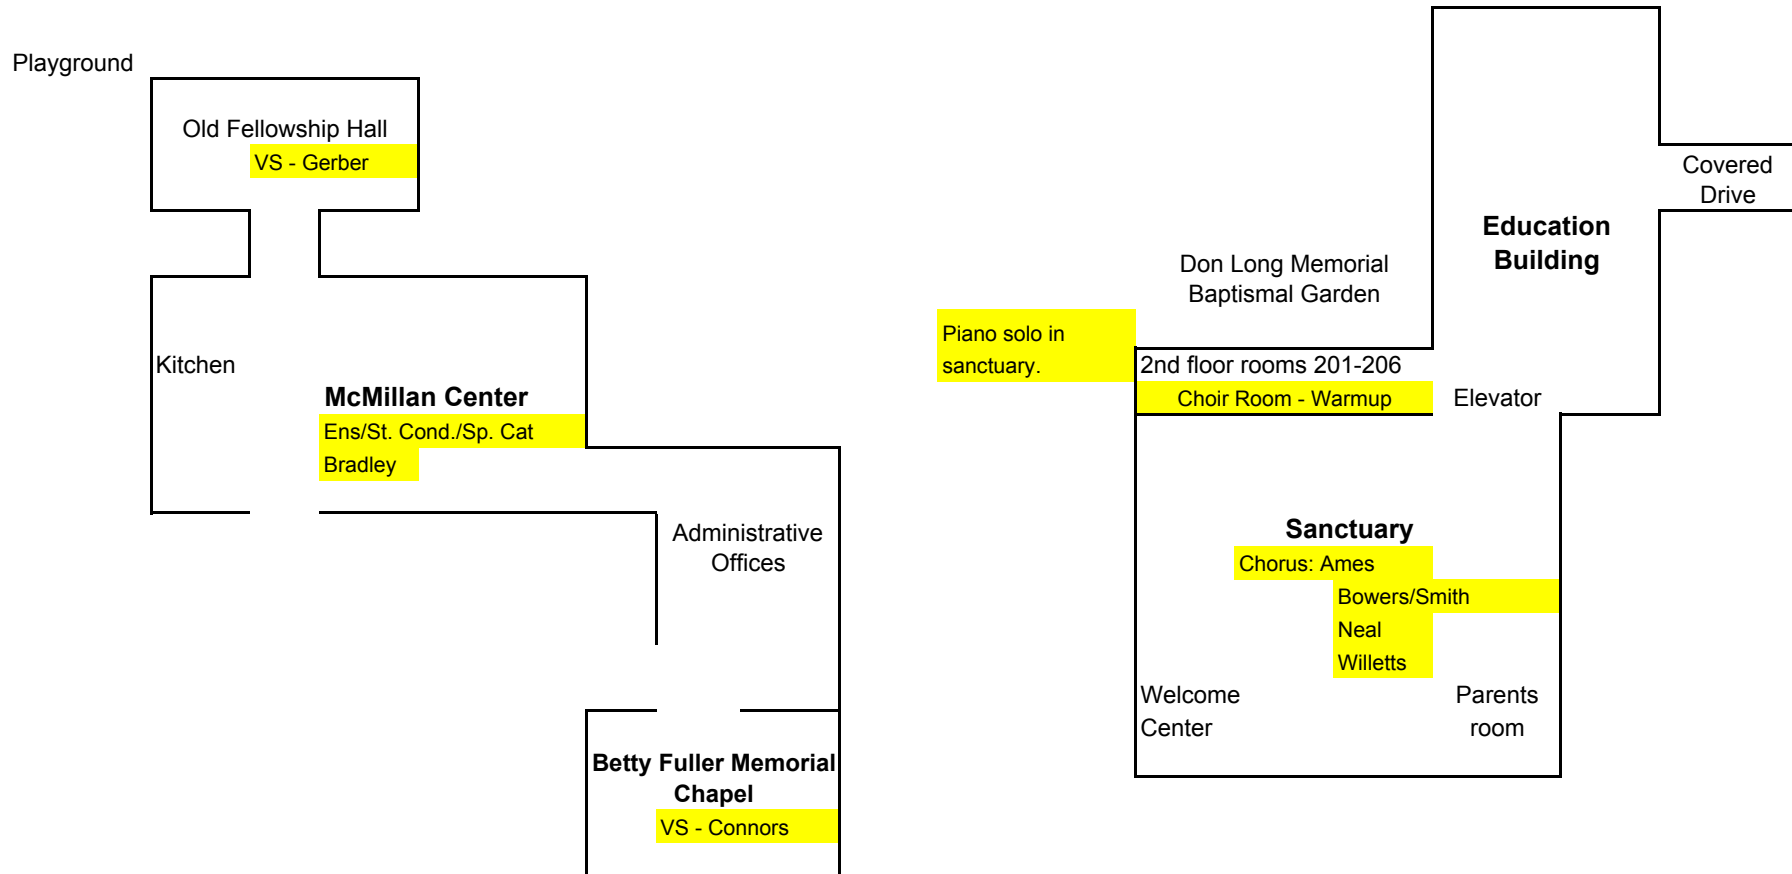 Playground
Old Fellowship Hall
VS - Gerber
Kitchen
McMillan Center
Ens/St. Cond./Sp. Cat
Bradley
Administrative
Offices
Betty Fuller Memorial
Chapel
VS - Connors
Covered
Drive
Education
Building
Don Long Memorial
Baptismal Garden
Piano solo in
sanctuary.
2nd floor rooms 201-206
Choir Room - Warmup
Elevator
Sanctuary
Chorus: Ames
Bowers/Smith
Neal
Willetts
Welcome
Center
Parents
room